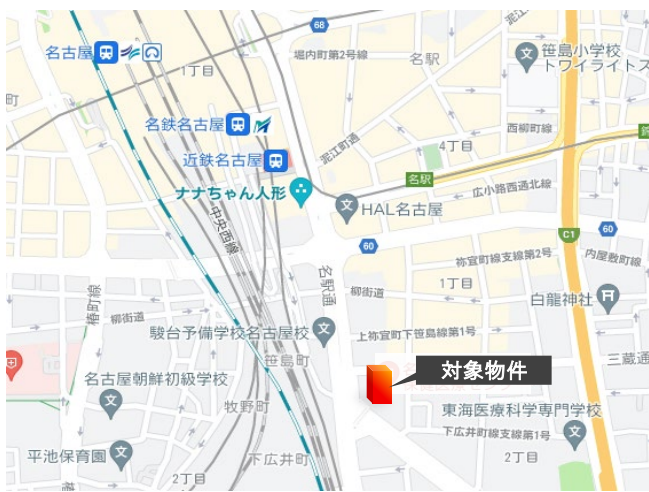 68
名古屋
堀内町第2号線
名駅
笹島小学校
トワイライトス
1丁目
町
名鉄名古屋
泥江町通
西柳町線
4丁目
近鉄名古屋
名駅
ナナちゃん人形
広小路西通北線
HAL名古屋
中央西線
60
C1
60
祢宜町線支線第2号
内屋敷町線
名駅通
椿町線
柳街道
1丁目
白龍神社
柳街道
駿台予備学校名古屋校
上祢宜町下笹島線第1号
笹島町
対象物件
三蔵通
名古屋朝鮮初級学校
牧野町
東海医療科学専門学校
下広井町線支線第1号
平池保育園
下広井町
2丁目
2丁目